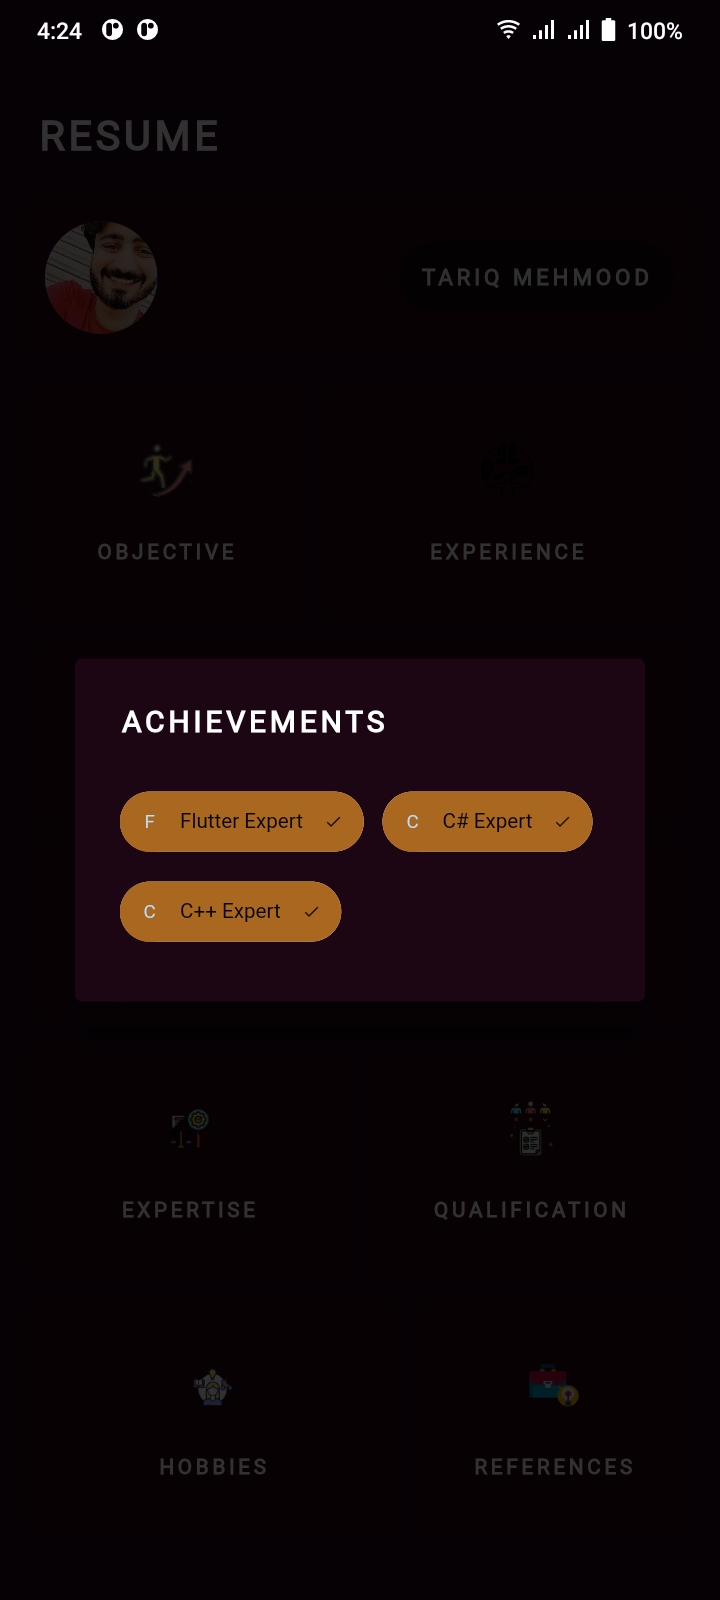 4:24 100%
RESUME
TARIQ MEHMOOD
OBJECTIVE EXPERIENCE
ACHIEVEMENTS
F Flutter Expert C C# Expert
C C++ Expert
EXPERTISE QUALIFICATION
HOBBIES REFERENCES